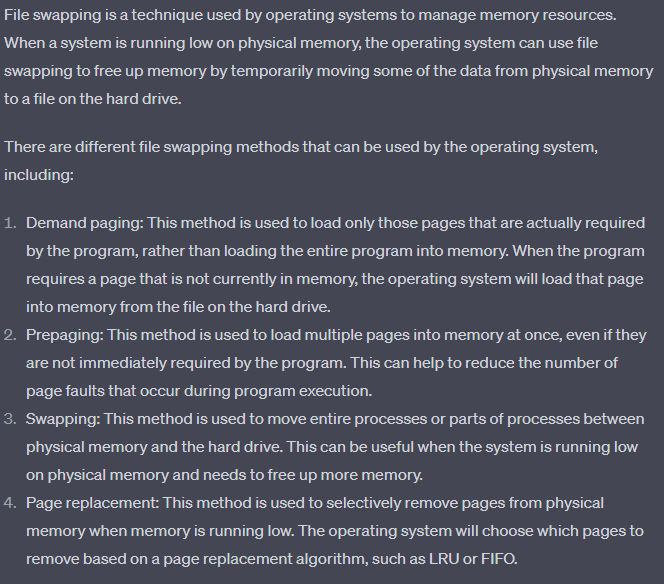 File swapping is a technique used by operating systems to manage memory resources.
When a system is running low on physical memory, the operating system can use file
swapping to free up memory by temporarily moving some of the data from physical memory
to a file on the hard drive.
There are different file swapping methods that can be used by the operating system,
including:
1. Demand paging: This method is used to load only those pages that are actually required
by the program, rather than loading the entire program into memory. When the program
requires a page that is not currently in memory, the operating system will load that page
into memory from the file on the hard drive.
2. Prepaging: This method is used to load multiple pages into memory at once, even if they
are not immediately required by the program. This can help to reduce the number of
page faults that occur during program execution.
3. Swapping: This method is used to move entire processes or parts of processes between
physical memory and the hard drive. This can be useful when the system is running low
on physical memory and needs to free up more memory.
4. Page replacement: This method is used to selectively remove pages from physical
memory when memory is running low. The operating system will choose which pages to
remove based on a page replacement algorithm, such as LRU or FIFO.